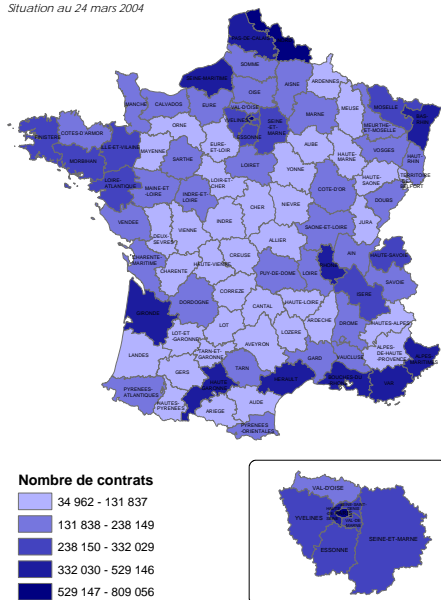 Situation au 24 mars 2004
PAS-DE-CALAIS
SOMME
SEINE-MARITIME
OISE
AISNE
ARDENNES
MANCHE
CALVADOS
EURE
VAL-D'OISE
YVELINES
ESSONNE
SEINE-
ET-
MARNE
MARNE
MEUSE
MOSELLE
MEURTHE-
ET-MOSELLE
BAS-
RHIN
ORNE
FINISTERE
COTES-D'ARMOR
ILLE-ET-VILAINE
MORBIHAN
MAYENNE
SARTHE
EURE-
ET-LOIR
LOIRET
AUBE
HAUTE-
MARNE
VOSGES
HAUT-
RHIN
YONNE
HAUTE-
SAONE
TERRITOIRE-
DE-
BELFORT
LOIRE-
ATLANTIQUE
MAINE-ET
-LOIRE
INDRE-ET-
LOIRE
LOIR-ET-
CHER
CHER
NIEVRE
COTE-D'OR
DOUBS
JURA
VENDEE
DEUX-
SEVRES
VIENNE
INDRE
ALLIER
SAONE-ET-LOIRE
CHARENTE-
MARITIME
CHARENTE
HAUTE-VIENNE
CREUSE
PUY-DE-DOME
LOIRE
RHONE
AIN
HAUTE-SAVOIE
SAVOIE
GIRONDE
DORDOGNE
CORREZE
CANTAL
HAUTE-LOIRE
ISERE
ARDECHE
DROME
HAUTES-ALPES
LOT-ET-
GARONNE
LOT
AVEYRON
LOZERE
LANDES
GERS
TARN-ET-
GARONNE
TARN
GARD
VAUCLUSE
ALPES-
DE-HAUTE
-PROVENCE
ALPES-
MARITIMES
PYRENEES-
ATLANTIQUES
HAUTES-
PYRENEES
HAUTE-
GARONNE
ARIEGE
AUDE
HERAULT
BOUCHES-DU-
RHONE
VAR
PYRENEES
-ORIENTALES
Nombre de contrats
34 962 - 131 837
131 838 - 238 149
238 150 - 332 029
332 030 - 529 146
529 147 - 809 056
VAL-D'OISE
YVELINES
ESSONNE
SEINE-ET-MARNE